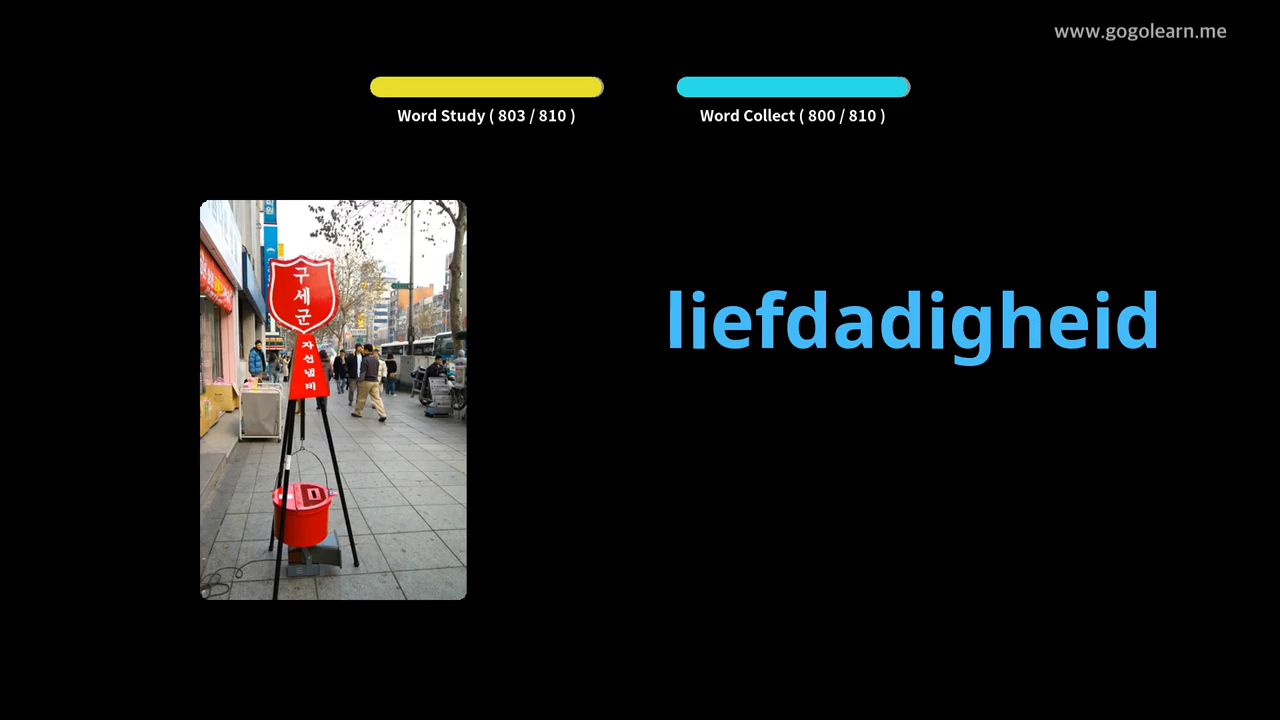 www.gogolearn.me
Word Study ( 803 / 810 )
Word Collect ( 800 / 810 )
liefdadigheid
구
세
군
자
선
냄
비